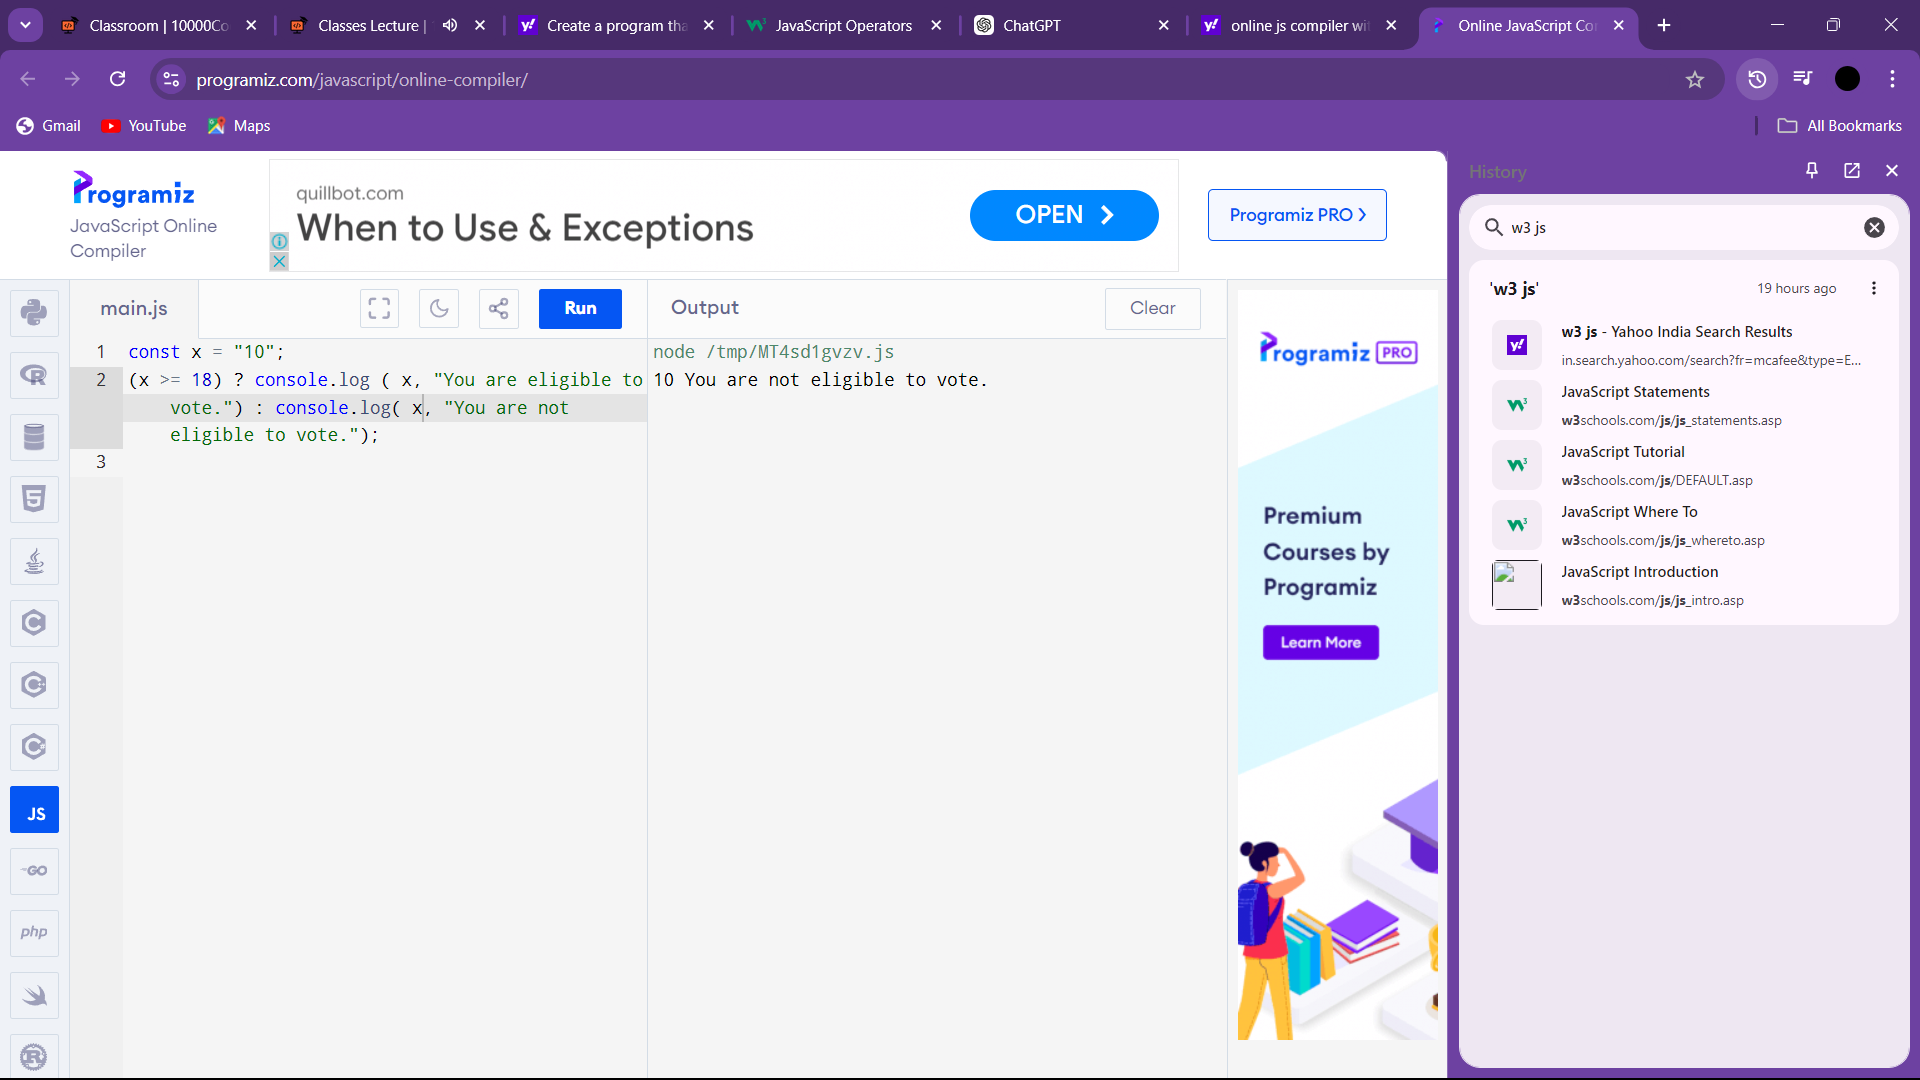 Classroom | 10000Co
Classes Lecture |
Create a program tha
JavaScript Operators
ChatGPT
online js compiler wi
Online JavaScript Co
programiz.com/javascript/online-compiler/
Gmail
YouTube
Maps
All Bookmarks
Programiz
JavaScript Online
Compiler
quillbot.com
When to Use & Exceptions
OPEN
Programiz PRO
main.js
Run
Output
Clear
1 const x = "10";
2 (x >= 18) ? console.log ( x, "You are eligible to
vote.") : console.log( x, "You are not
eligible to vote.");
3
node /tmp/MT4sd1gvzv.js
10 You are not eligible to vote.
JS
GO
php
Programiz PRO
Premium
Courses by
Programiz
Learn More
History
w3 js
'w3 js'
19 hours ago
w3 js - Yahoo India Search Results
in.search.yahoo.com/search?fr=mcafee&type=E...
JavaScript Statements
w3schools.com/js/js_statements.asp
JavaScript Tutorial
w3schools.com/js/DEFAULT.asp
JavaScript Where To
w3schools.com/js/js_whereto.asp
JavaScript Introduction
w3schools.com/js/js_intro.asp